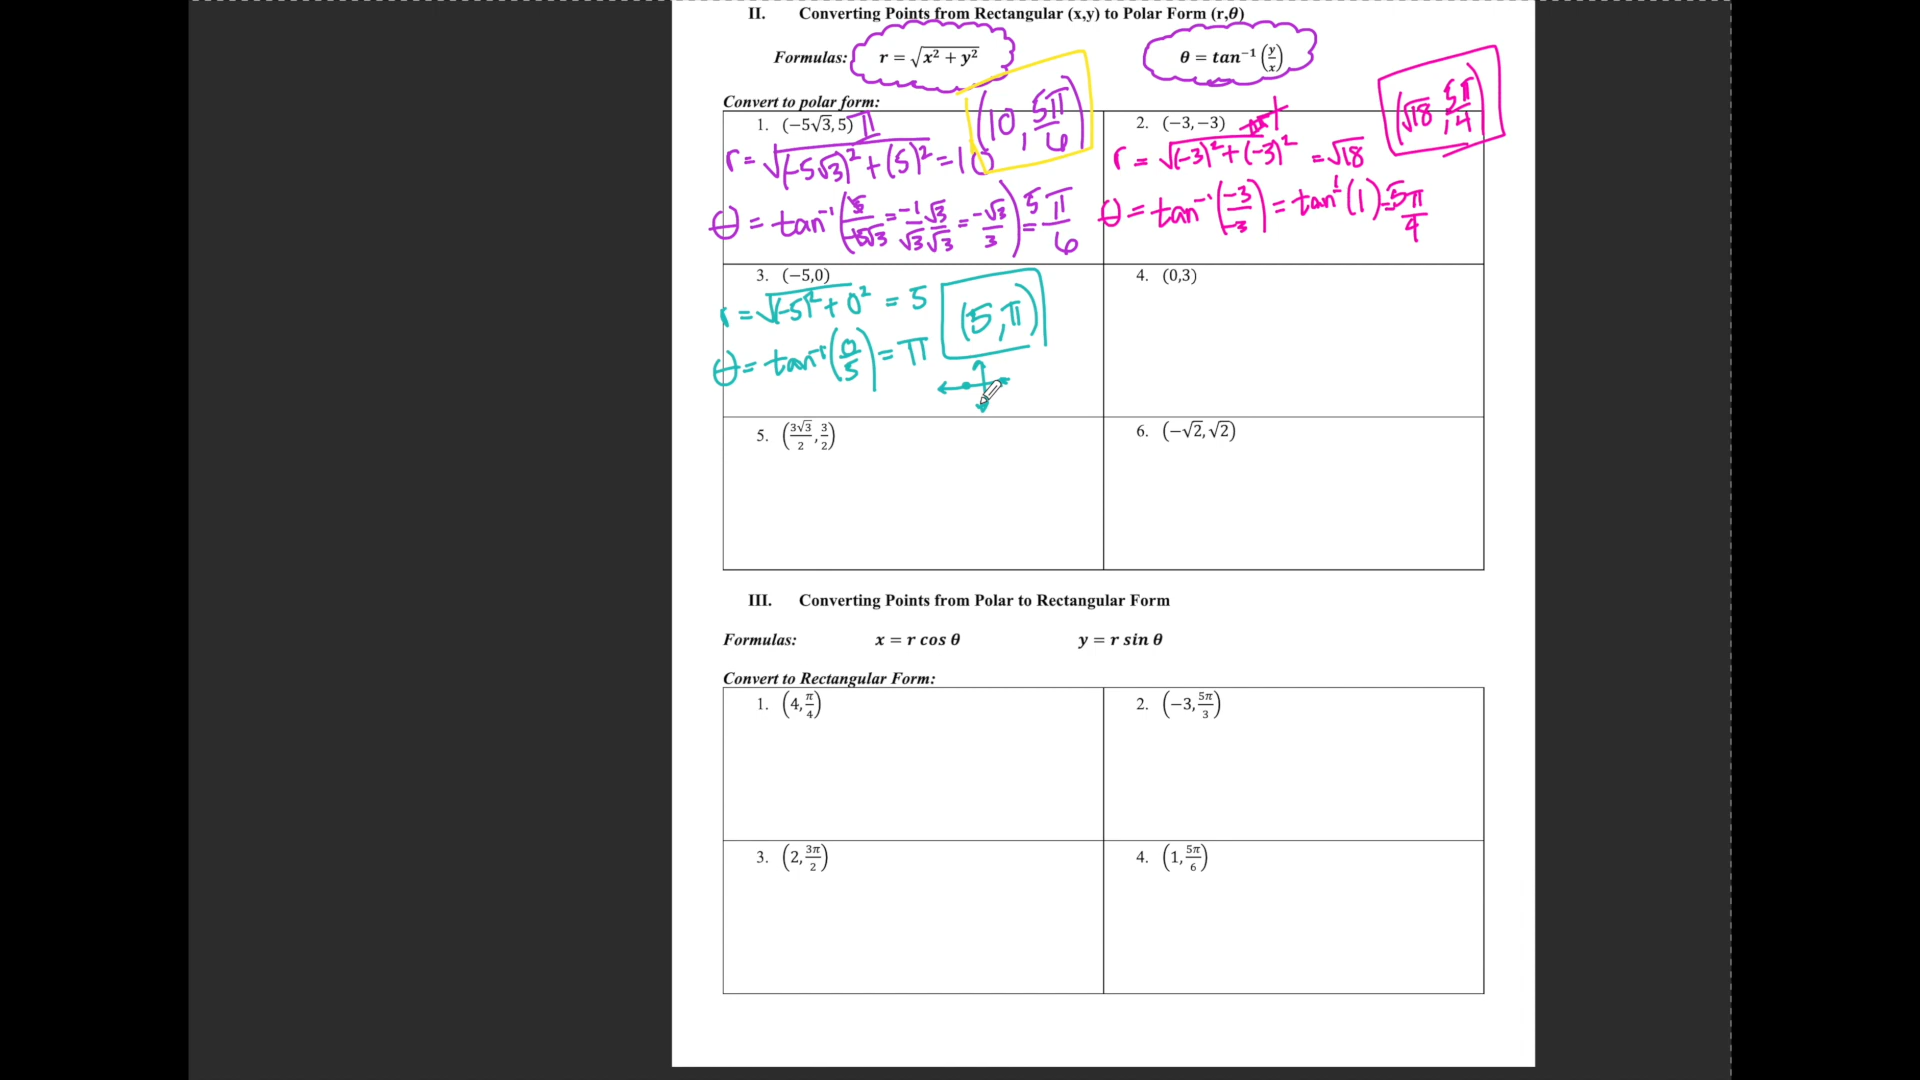 II. Converting Points from Rectangular (x,y) to Polar Form (r,θ)
Formulas: r = √(x² + y²) θ = tan⁻¹(y/x)
Convert to polar form:
1. (−5√3, 5) II (10, 5π/6)
r = √((-5√3)² + (5)²) = 10
θ = tan⁻¹(5/-5√3 = -1/√3 √3/√3 = -√3/3) = 5π/6
2. (−3,−3) (√18, 5π/4)
r = √((-3)² + (-3)²) = √18
θ = tan⁻¹(-3/-3) = tan⁻¹(1) = 5π/4
3. (−5,0)
r = √((-5)² + 0²) = 5 (5, π)
θ = tan⁻¹(0/5) = π
4. (0,3)
5. (3√3/2, 3/2)
6. (−√2, √2)
III. Converting Points from Polar to Rectangular Form
Formulas: x = r cos θ y = r sin θ
Convert to Rectangular Form:
1. (4, π/4)
2. (−3, 5π/3)
3. (2, 3π/2)
4. (1, 5π/6)